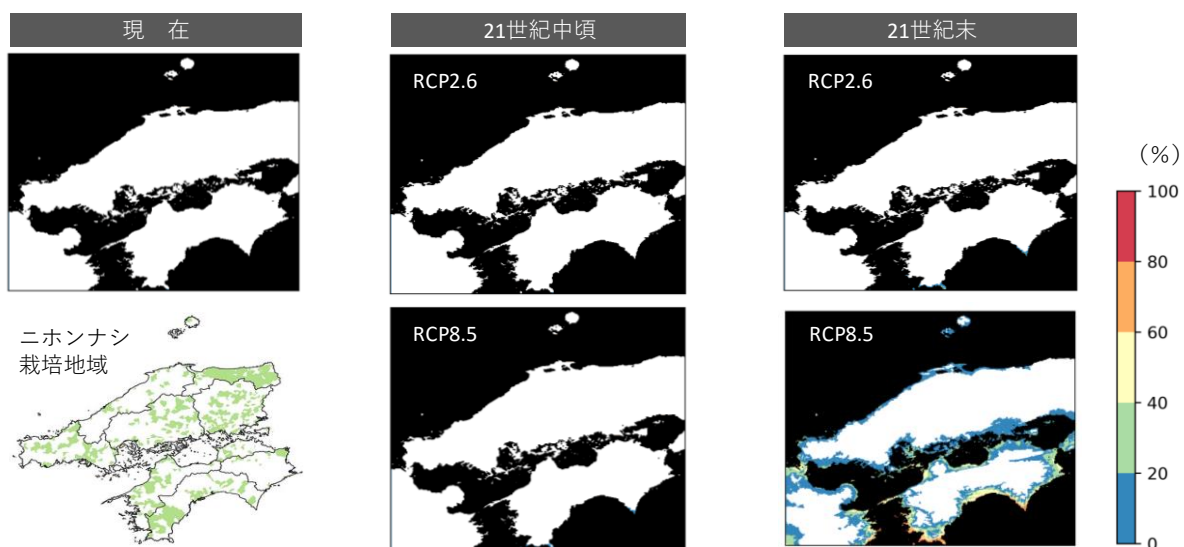 現 在
21世紀中頃
21世紀末
RCP2.6
RCP2.6
(%)
100
80
60
40
20
0
ニホンナシ
栽培地域
RCP8.5
RCP8.5